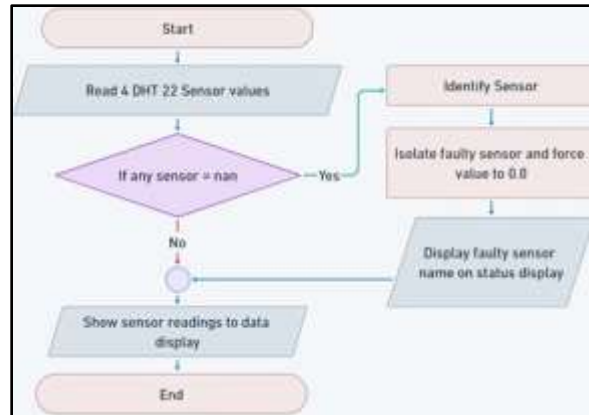 Start
Read 4 DHT 22 Sensor values
If any sensor = nan
Yes
Identify Sensor
Isolate faulty sensor and force
value to 0.0
Display faulty sensor
name on status display
No
Show sensor readings to data
display
End